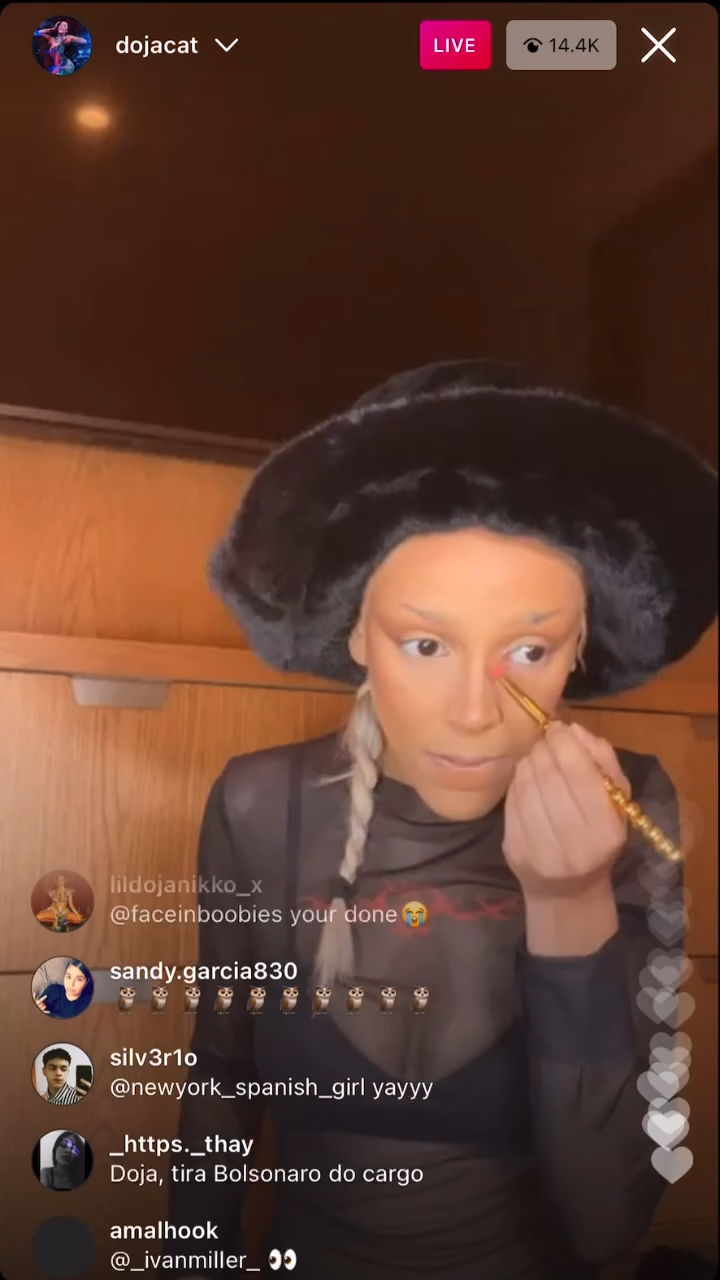 dojacat
LIVE
14.4K
lildojanikko_x
@faceinboobies your done😭
sandy.garcia830
🦉 🦉 🦉 🦉 🦉 🦉 🦉 🦉 🦉 🦉
silv3r1o
@newyork_spanish_girl yayyy
_https._thay
Doja, tira Bolsonaro do cargo
amalhook
@_ivanmiller_ 👀